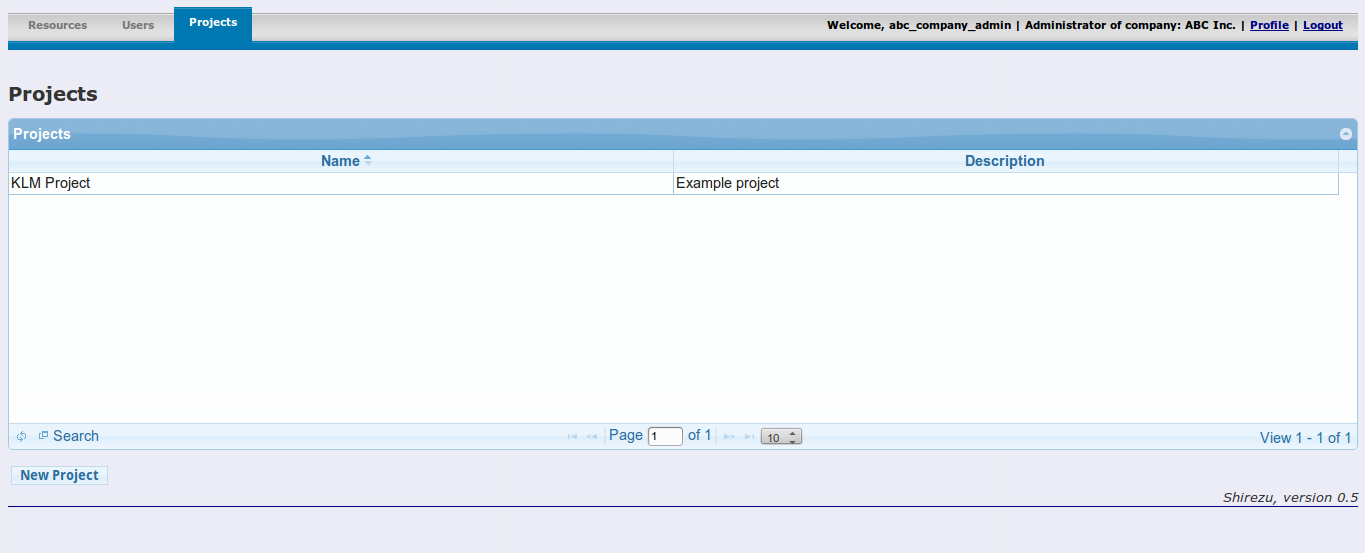 Resources Users Projects Welcome, abc_company_admin | Administrator of company: ABC Inc. | Profile | Logout
Projects
Projects
Name Description
KLM Project Example project
Search Page 1 of 1 10 View 1 - 1 of 1
New Project
Shirezu, version 0.5